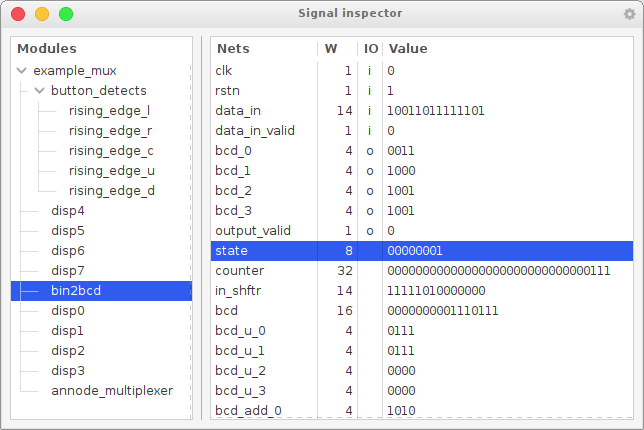 Signal inspector
Modules
example_mux
button_detects
rising_edge_l
rising_edge_r
rising_edge_c
rising_edge_u
rising_edge_d
disp4
disp5
disp6
disp7
bin2bcd
disp0
disp1
disp2
disp3
annode_multiplexer
Nets W IO Value
clk 1 i 0
rstn 1 i 1
data_in 14 i 10011011111101
data_in_valid 1 i 0
bcd_0 4 o 0011
bcd_1 4 o 1000
bcd_2 4 o 1001
bcd_3 4 o 1001
output_valid 1 o 0
state 8 00000001
counter 32 00000000000000000000000000000111
in_shftr 14 11111010000000
bcd 16 0000000001110111
bcd_u_0 4 0111
bcd_u_1 4 0111
bcd_u_2 4 0000
bcd_u_3 4 0000
bcd_add_0 4 1010